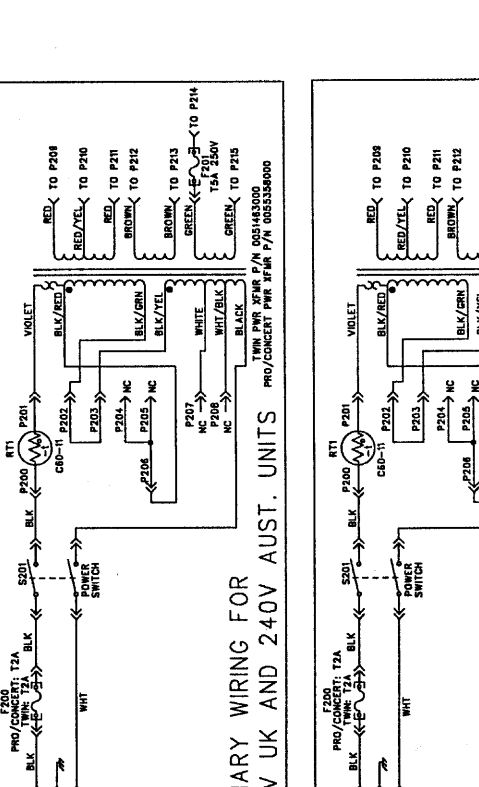 TO P214
RED TO P209
RED/YEL TO P210
RED TO P211
BROWN TO P212
BROWN TO P213
F201
T5A 250V
GREEN
GREEN TO P215
TWIN PWR XFMR P/N 0051463000
PRO/CONCERT PWR XFMR P/N 0055358000
VIOLET
BLK/RED
BLK/GRN
BLK/YEL
WHITE
WHT/BLK
BLACK
RT1
P200
P201
C60-11
P202
P203
P204 NC
P205 NC
P206
P207
NC
P208
NC
BLK
S201
POWER
SWITCH
BLK
F200
PRO/CONCERT: T2A
TWIN: T2A
BLK
WHT
ARY WIRING FOR
V UK AND 240V AUST. UNITS
RED TO P209
RED/YEL TO P210
RED TO P211
BROWN TO P212
VIOLET
BLK/RED
BLK/GRN
RT1
P200
P201
C60-11
P202
P203
P204 NC
P205 NC
P206
BLK
S201
POWER
SWITCH
BLK
F200
PRO/CONCERT: T2A
TWIN: T2A
BLK
WHT